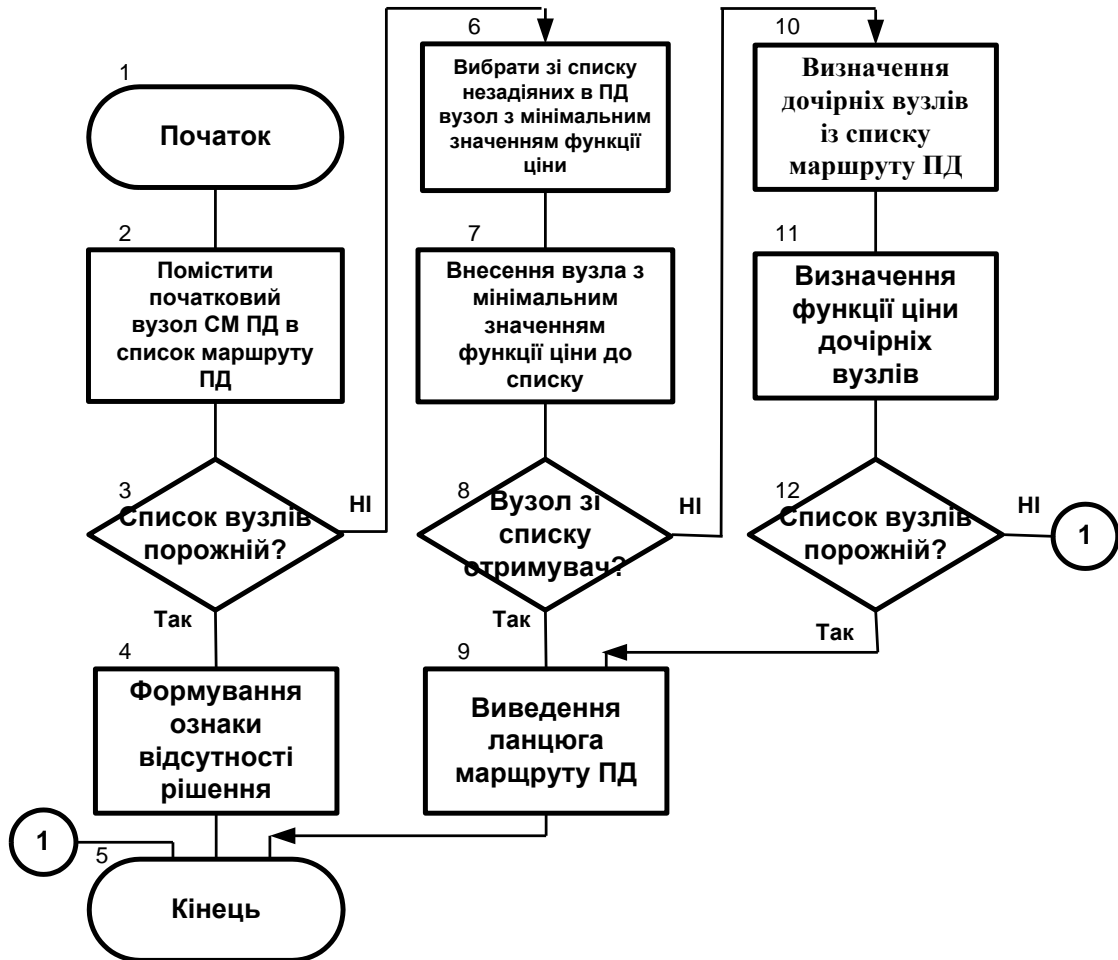 1
Початок
2
Помістити
початковий
вузол СМ ПД в
список маршруту
ПД
3
Список вузлів
порожній?
НІ
Так
4
Формування
ознаки
відсутності
рішення
1
5
Кінець
6
Вибрати зі списку
незадіяних в ПД
вузол з мінімальним
значенням функції
ціни
7
Внесення вузла з
мінімальним
значенням
функції ціни до
списку
8
Вузол зі
списку
отримувач?
НІ
Так
9
Виведення
ланцюга
марщруту ПД
10
Визначення
дочірніх вузлів
із списку
маршруту ПД
11
Визначення
функції ціни
дочірніх
вузлів
12
Список вузлів
порожній?
НІ
1
Так